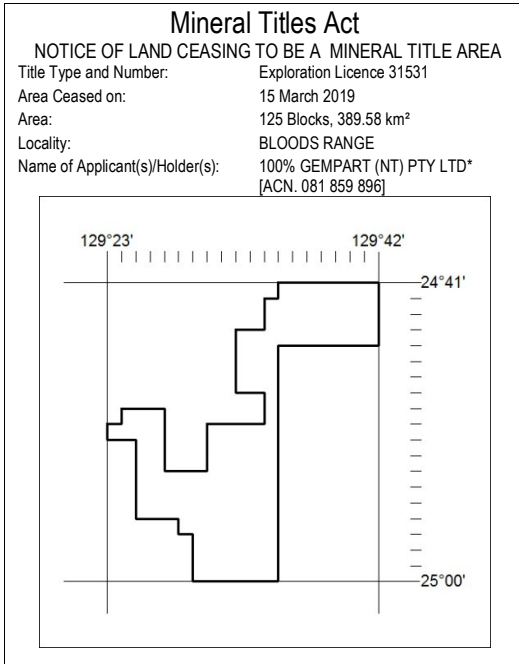 Mineral Titles Act
NOTICE OF LAND CEASING TO BE A MINERAL TITLE AREA
Title Type and Number: Exploration Licence 31531
Area Ceased on: 15 March 2019
Area: 125 Blocks, 389.58 km²
Locality: BLOODS RANGE
Name of Applicant(s)/Holder(s): 100% GEMPART (NT) PTY LTD*
[ACN. 081 859 896]
129°23' 129°42'
24°41'
25°00'